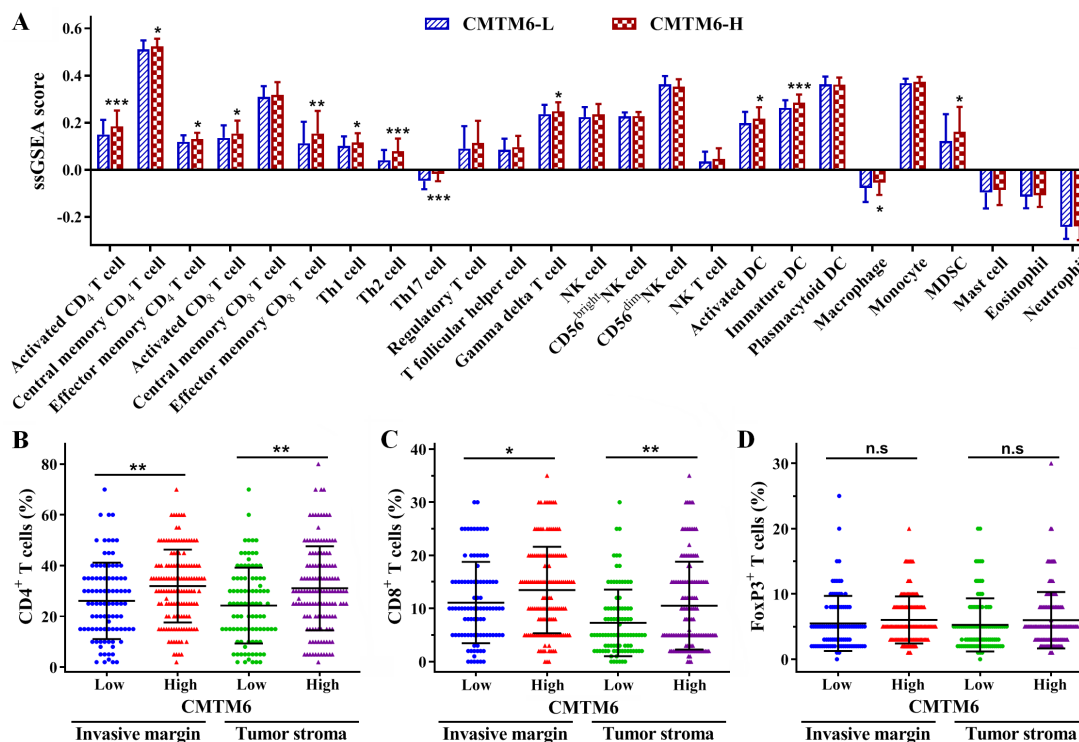 A
CMTM6-L
CMTM6-H
ssGSEA score
0.6
0.4
0.2
0.0
-0.2
***
*
*
*
**
*
***
***
*
*
***
*
*
Activated CD4 T cell
Central memory CD4 T cell
Effector memory CD4 T cell
Activated CD8 T cell
Central memory CD8 T cell
Effector memory CD8 T cell
Th1 cell
Th2 cell
Th17 cell
Regulatory T cell
T follicular helper cell
Gamma delta T cell
NK cell
CD56bright NK cell
CD56dim NK cell
NK T cell
Activated DC
Immature DC
Plasmacytoid DC
Macrophage
Monocyte
MDSC
Mast cell
Eosinophil
Neutrophil
B
CD4+ T cells (%)
80
60
40
20
0
**
**
Low
High
Low
High
CMTM6
Invasive margin
Tumor stroma
C
CD8+ T cells (%)
40
30
20
10
0
*
**
Low
High
Low
High
CMTM6
Invasive margin
Tumor stroma
D
FoxP3+ T cells (%)
30
20
10
0
n.s
n.s
Low
High
Low
High
CMTM6
Invasive margin
Tumor stroma